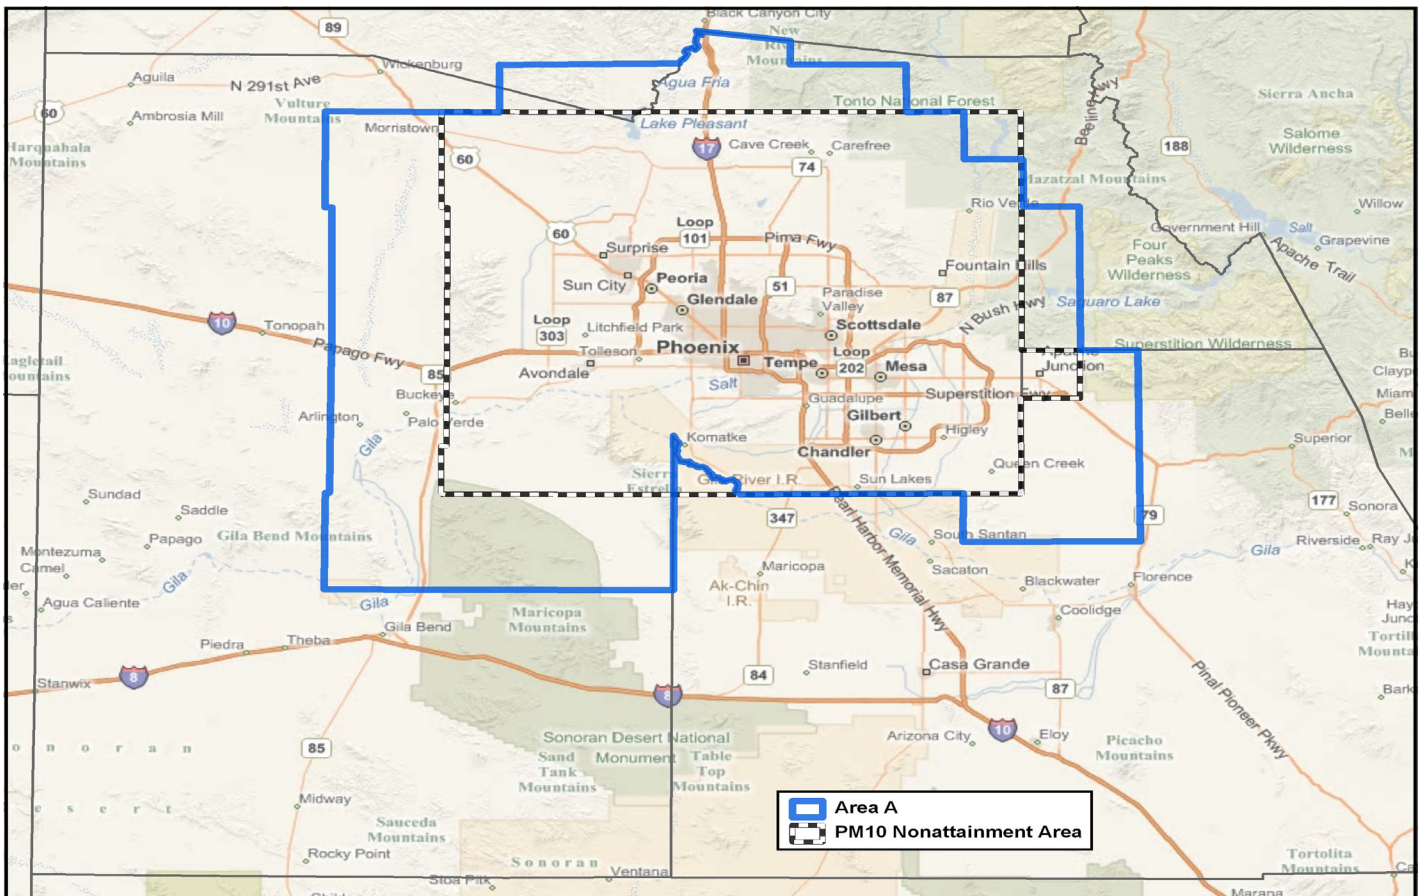 Black Canyon City
89
New
River
Mountains
Wickenburg
Aguila
N 291st Ave
Agua Fria
Beeline Hwy
Sierra Ancha
Vulture
Mountains
Tonto National Forest
60
Ambrosia Mill
Morristown
Lake Pleasant
Salome
Wilderness
Harquahala
Mountains
17
Cave Creek
Carefree
188
60
74
Mazatzal Mountains
Rio Verde
Willow
Loop
101
Government Hill
Salt
60
Pima Fwy
Grapevine
Surprise
Four
Peaks
Wilderness
Apache Trail
Fountain Hills
Peoria
Sun City
51
Paradise
Valley
87
Glendale
Saguaro Lake
N Bush Hwy
10
Tonopah
Loop
303
Litchfield Park
Scottsdale
Papago Fwy
Phoenix
Superstition Wilderness
Tolleson
Tempe
Loop
202
Mesa
Apache
Junction
Eagletail
Mountains
85
Avondale
Salt
Buckeye
Guadalupe
Superstition Fwy
Arlington
Palo Verde
Gilbert
Higley
Gila
Komatke
Chandler
Superior
Sierra
Estrella
Gila River I.R.
Queen Creek
Sun Lakes
Sundad
177
Sonora
Saddle
347
79
Pearl Harbor Memorial Hwy
Papago
Gila Bend Mountains
Gila
South Santan
Riverside
Montezuma
Camel
Gila
Maricopa
Sacaton
Gila
Ak-Chin
I.R.
Blackwater
Florence
Agua Caliente
Gila
Maricopa
Mountains
Coolidge
Gila Bend
Piedra
Theba
8
Stanwix
84
Stanfield
Casa Grande
Pinal Pioneer Pkwy
8
87
Sonoran Desert National
Monument
Arizona City
10
Eloy
Sonoran
85
Sand
Tank
Mountains
Table
Top
Mountains
Picacho
Mountains
Desert
Midway
Area A
Sauceda
Mountains
PM10 Nonattainment Area
Rocky Point
Sonoran
Tortolita
Mountains
Ventana
Stoa Pitk
Marana